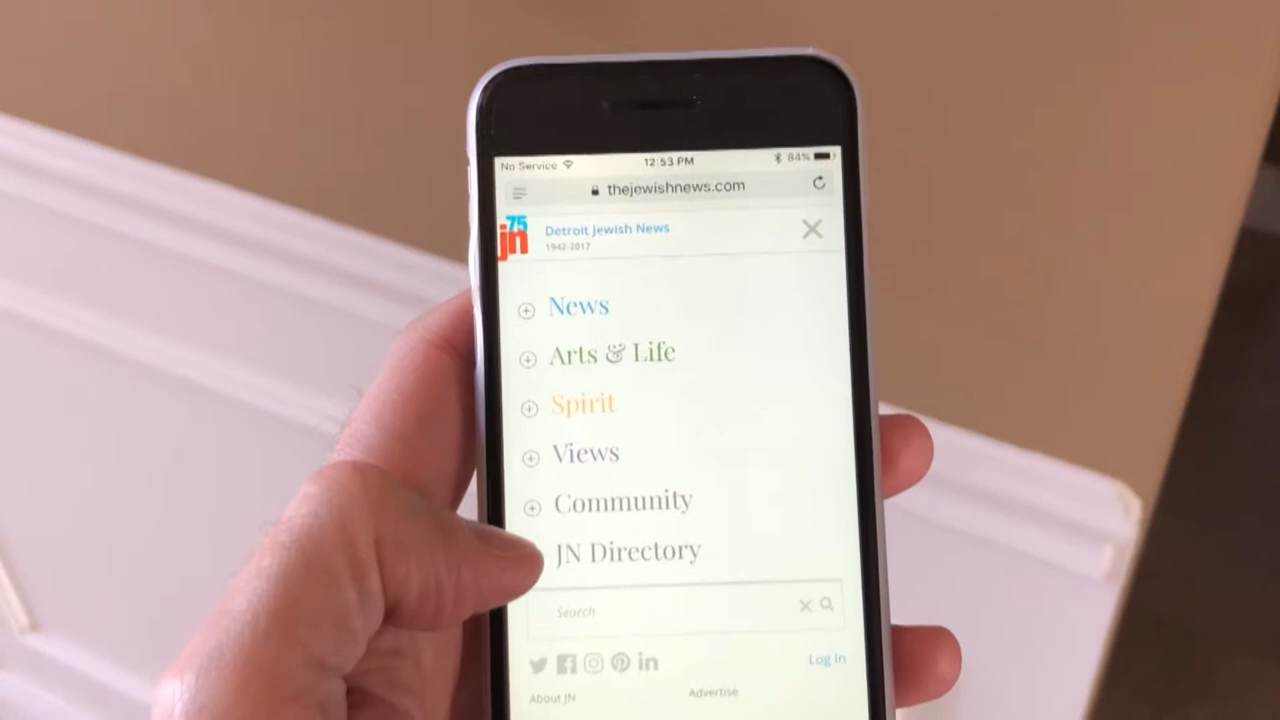 No Service 12:53 PM 84%
thejewishnews.com
75
jn
Detroit Jewish News
1942-2017
News
Arts & Life
Spirit
Views
Community
JN Directory
Search
Log In
About JN Advertise